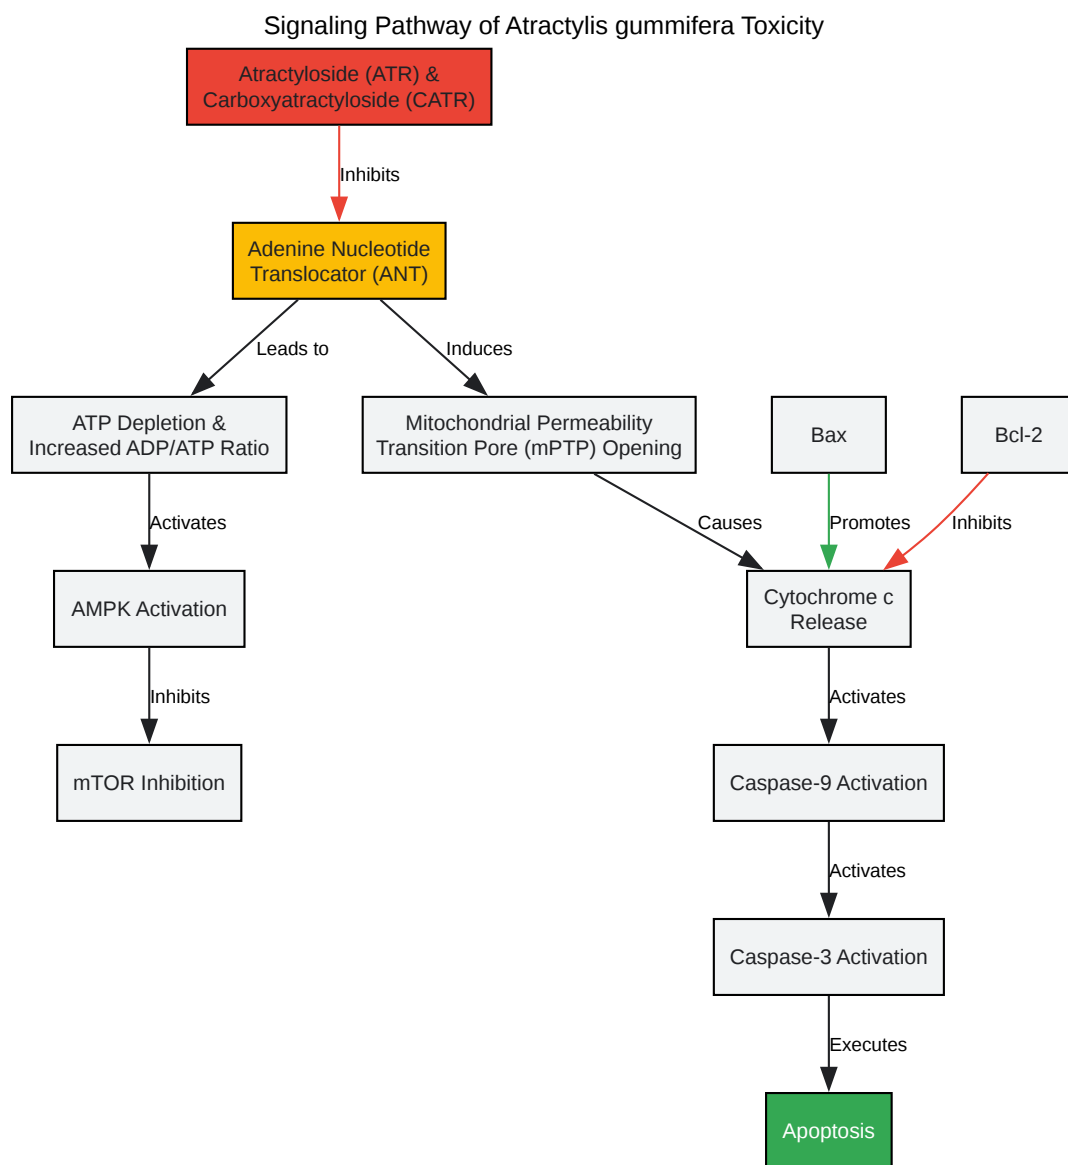 Signaling Pathway of Atractylis gummifera Toxicity
Atractyloside (ATR) &
Carboxyatractyloside (CATR)
Inhibits
Adenine Nucleotide
Translocator (ANT)
Leads to
Induces
ATP Depletion &
Increased ADP/ATP Ratio
Mitochondrial Permeability
Transition Pore (mPTP) Opening
Bax
Bcl-2
Activates
Causes
Promotes
Inhibits
AMPK Activation
Cytochrome c
Release
Inhibits
Activates
mTOR Inhibition
Caspase-9 Activation
Activates
Caspase-3 Activation
Executes
Apoptosis